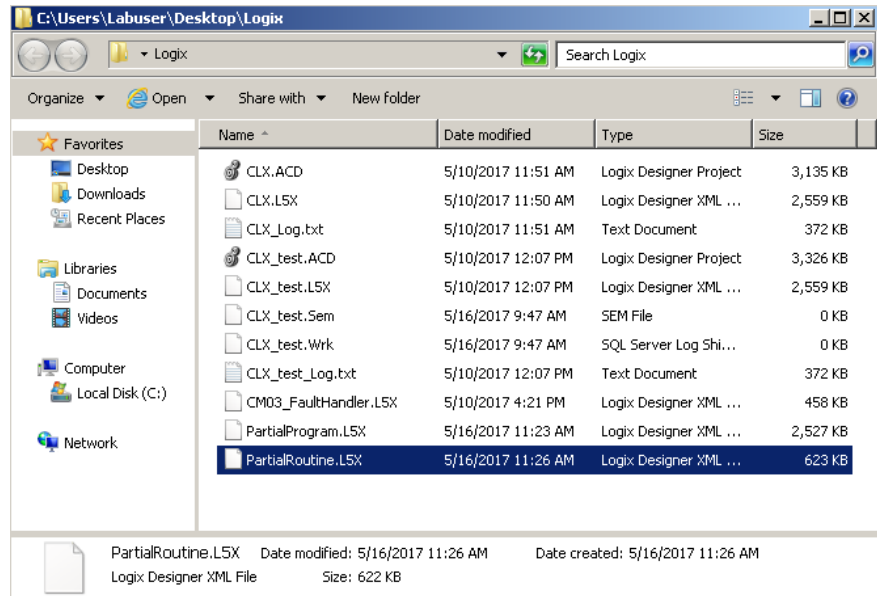 C:\Users\Labuser\Desktop\Logix
Logix
Search Logix
Organize Open Share with New folder
Favorites
Desktop
Downloads
Recent Places
Libraries
Documents
Videos
Computer
Local Disk (C:)
Network
Name Date modified Type Size
CLX.ACD 5/10/2017 11:51 AM Logix Designer Project 3,135 KB
CLX.L5X 5/10/2017 11:50 AM Logix Designer XML ... 2,559 KB
CLX_Log.txt 5/10/2017 11:51 AM Text Document 372 KB
CLX_test.ACD 5/10/2017 12:07 PM Logix Designer Project 3,326 KB
CLX_test.L5X 5/10/2017 12:07 PM Logix Designer XML ... 2,559 KB
CLX_test.Sem 5/16/2017 9:47 AM SEM File 0 KB
CLX_test.Wrk 5/16/2017 9:47 AM SQL Server Log Shi... 0 KB
CLX_test_Log.txt 5/10/2017 12:07 PM Text Document 372 KB
CM03_FaultHandler.L5X 5/10/2017 4:21 PM Logix Designer XML ... 458 KB
PartialProgram.L5X 5/16/2017 11:23 AM Logix Designer XML ... 2,527 KB
PartialRoutine.L5X 5/16/2017 11:26 AM Logix Designer XML ... 623 KB
PartialRoutine.L5X Date modified: 5/16/2017 11:26 AM Date created: 5/16/2017 11:26 AM
Logix Designer XML File Size: 622 KB